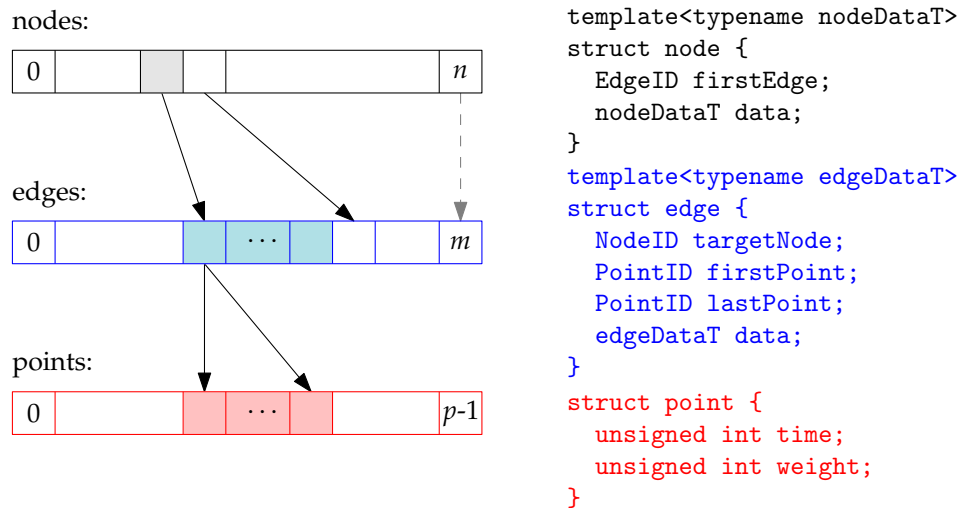 nodes:
0 n
edges:
0 ··· m
points:
0 ··· p-1
template<typename nodeDataT>
struct node {
  EdgeID firstEdge;
  nodeDataT data;
}
template<typename edgeDataT>
struct edge {
  NodeID targetNode;
  PointID firstPoint;
  PointID lastPoint;
  edgeDataT data;
}
struct point {
  unsigned int time;
  unsigned int weight;
}